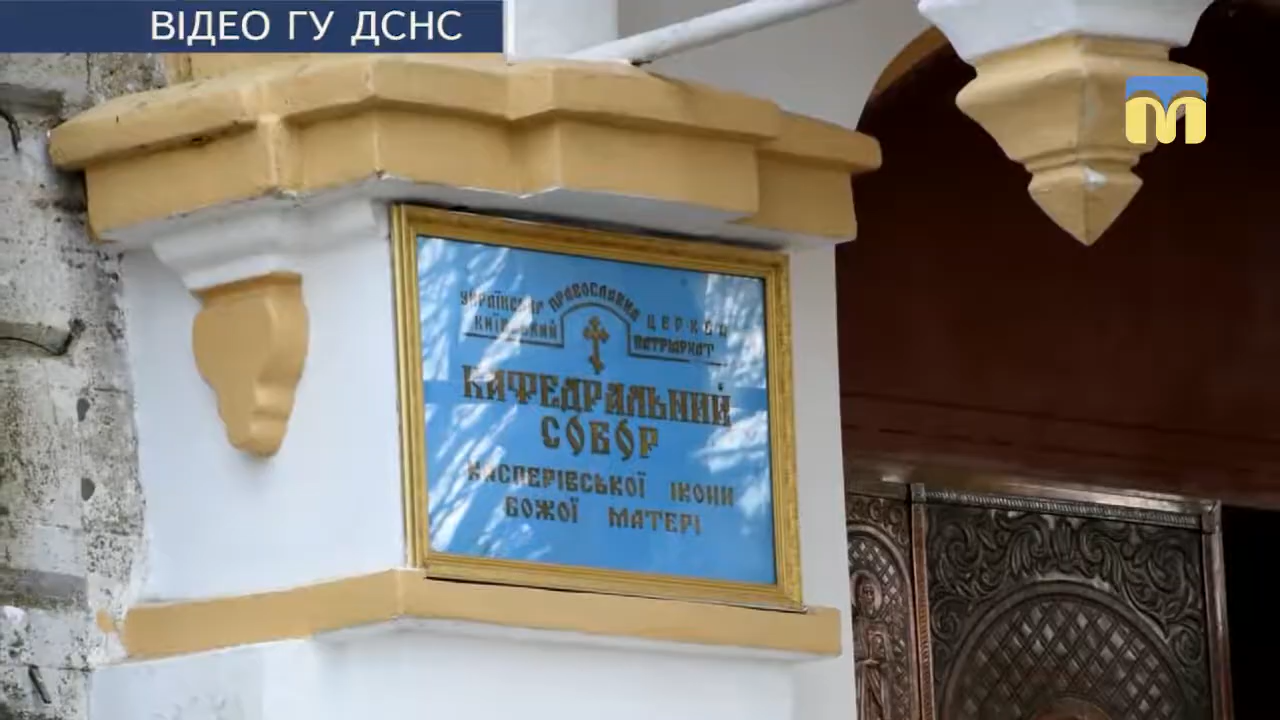 ВІДЕО ГУ ДСНС
УКРАЇНСЬКА ПРАВОСЛАВНА ЦЕРКВА
КИЇВСЬКИЙ ПАТРІАРХАТ
КАФЕДРАЛЬНИЙ
СОБОР
КАСПЕРІВСЬКОЇ ІКОНИ
БОЖОЇ МАТЕРІ